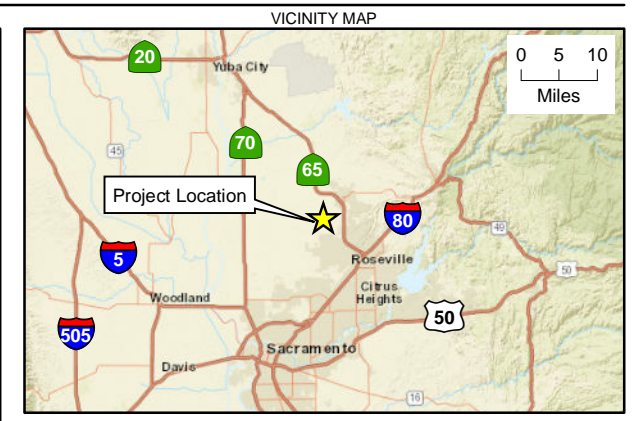 VICINITY MAP
0 5 10
Miles
20
Yuba City
45
70
65
Project Location
80
49
5
Roseville
50
Citrus
Heights
Woodland
50
505
Sacramento
Davis
16